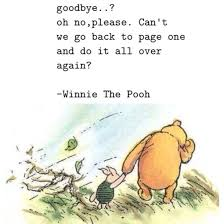 goodbye..?
oh no,please. Can't
we go back to page one
and do it all over
again?
-Winnie The Pooh